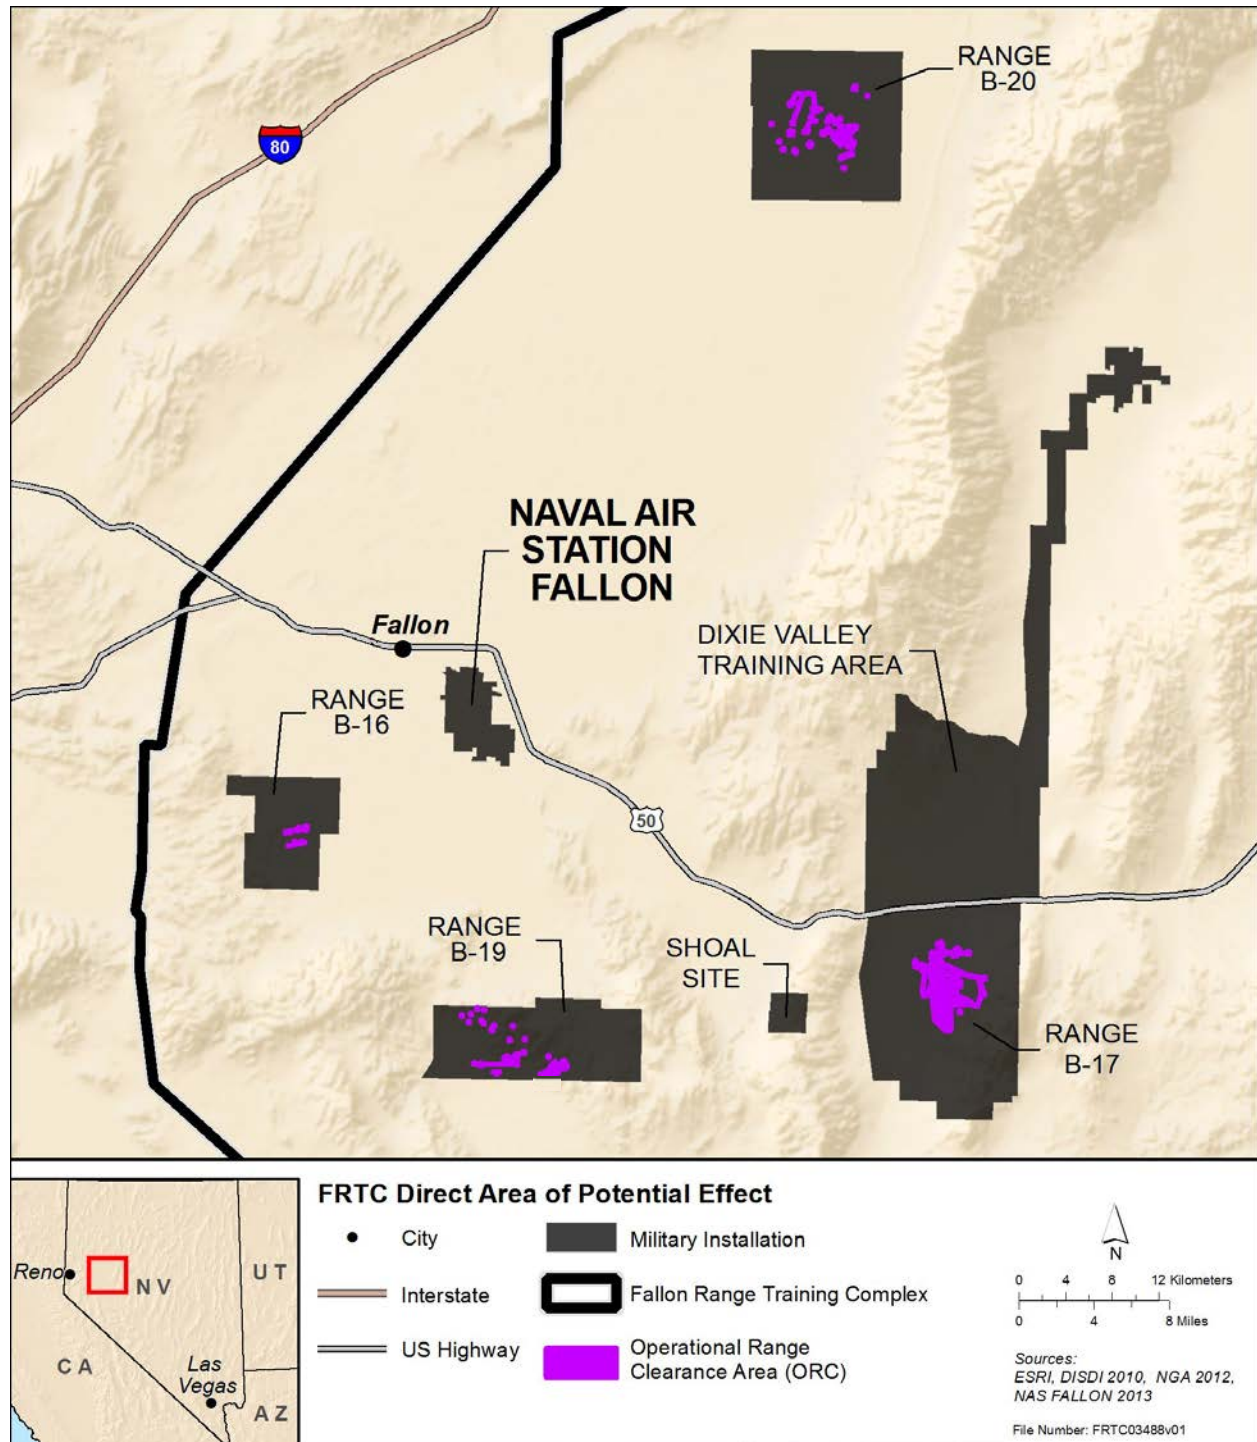 RANGE
B-20
80
NAVAL AIR
STATION
FALLON
Fallon
DIXIE VALLEY
TRAINING AREA
RANGE
B-16
50
RANGE
B-19
SHOAL
SITE
RANGE
B-17
FRTC Direct Area of Potential Effect
City
Military Installation
Interstate
Fallon Range Training Complex
US Highway
Operational Range
Clearance Area (ORC)
Reno
NV
UT
CA
Las
Vegas
AZ
N
0 4 8 12 Kilometers
0 4 8 Miles
Sources:
ESRI, DISDI 2010, NGA 2012,
NAS FALLON 2013
File Number: FRTC03488v01